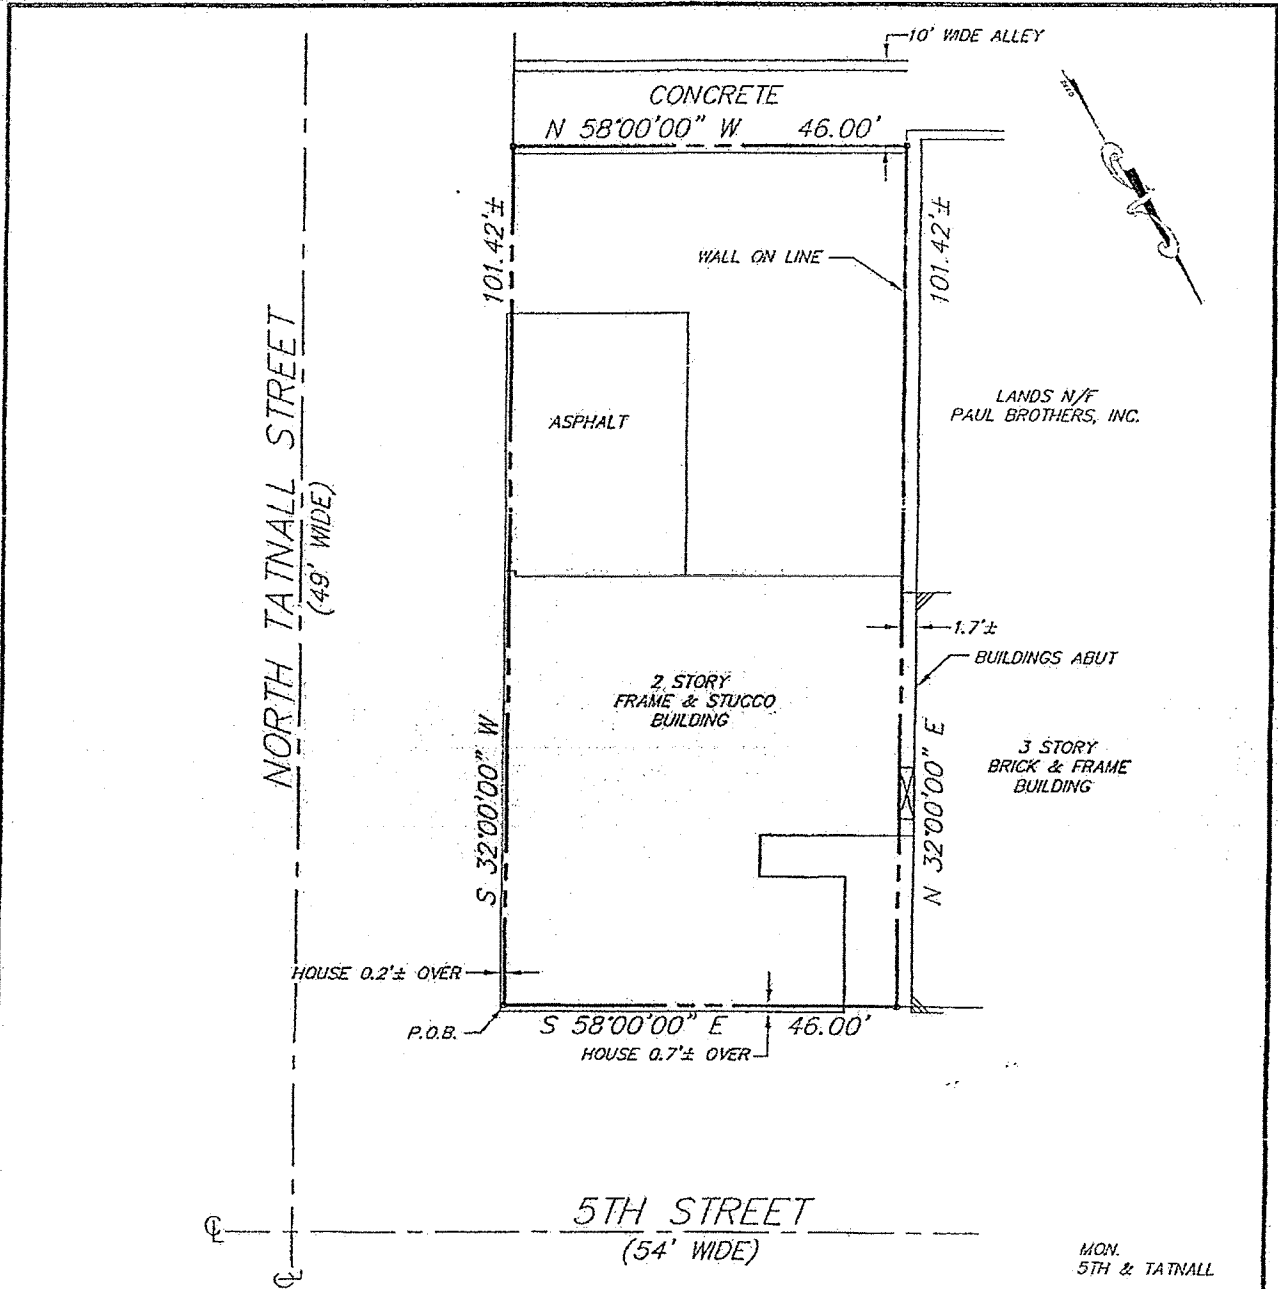 10' WIDE ALLEY
CONCRETE
N 58°00'00" W 46.00'
101.42'±
101.42'±
WALL ON LINE
ASPHALT
LANDS N/F
PAUL BROTHERS, INC.
NORTH TATNALL STREET
(49' WIDE)
1.7'±
BUILDINGS ABUT
2 STORY
FRAME & STUCCO
BUILDING
3 STORY
BRICK & FRAME
BUILDING
S 32°00'00" W
N 32°00'00" E
HOUSE 0.2'± OVER
P.O.B.
S 58°00'00" E 46.00'
HOUSE 0.7'± OVER
5TH STREET
(54' WIDE)
MON.
5TH & TATNALL